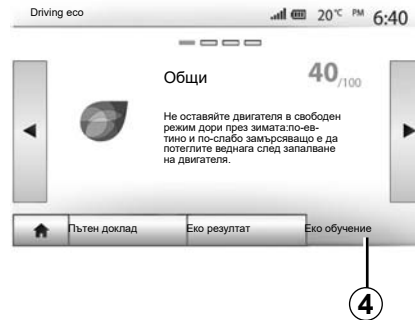 Driving eco 20°C PM 6:40
Общи 40/100
Не оставяйте двигателя в свободен
режим дори през зимата:по-ев-
тино и по-слабо замърсяващо е да
потеглите веднага след запалване
на двигателя.
Пътен доклад Еко резултат Еко обучение
4